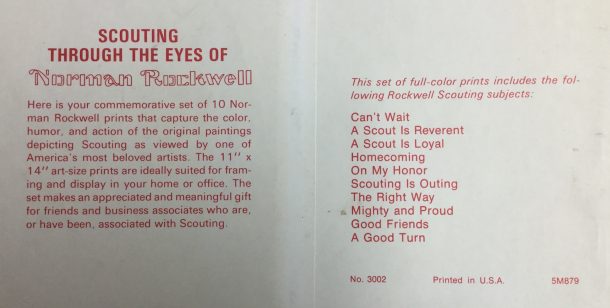 SCOUTING
THROUGH THE EYES OF
Norman Rockwell
Here is your commemorative set of 10 Nor-
man Rockwell prints that capture the color,
humor, and action of the original paintings
depicting Scouting as viewed by one of
America's most beloved artists. The 11" x
14" art-size prints are ideally suited for fram-
ing and display in your home or office. The
set makes an appreciated and meaningful gift
for friends and business associates who are,
or have been, associated with Scouting.
This set of full-color prints includes the fol-
lowing Rockwell Scouting subjects:
Can't Wait
A Scout Is Reverent
A Scout Is Loyal
Homecoming
On My Honor
Scouting Is Outing
The Right Way
Mighty and Proud
Good Friends
A Good Turn
No. 3002 Printed in U.S.A. 5M879